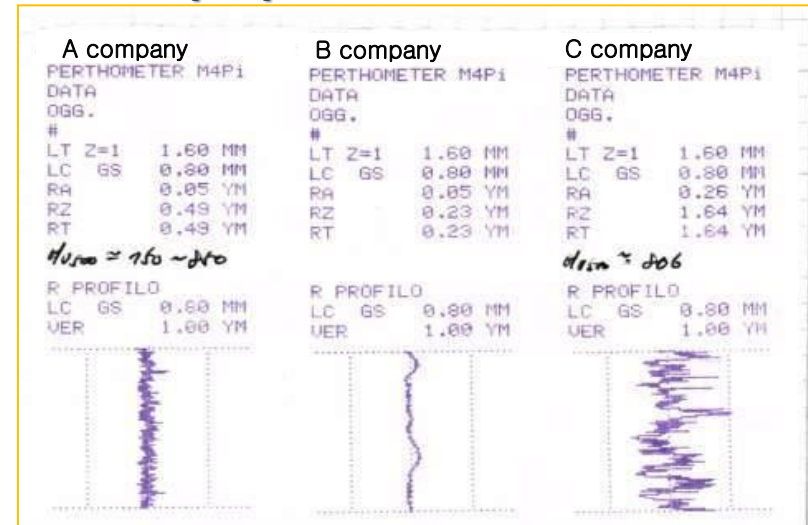 A company
PERTHOMETER M4Pi
DATA
OGG.
#
LT Z=1 1.60 MM
LC GS 0.80 MM
RA 0.05 YM
RZ 0.49 YM
RT 0.49 YM
R PROFILO
LC GS 0.80 MM
VER 1.00 YM
B company
PERTHOMETER M4Pi
DATA
OGG.
#
LT Z=1 1.60 MM
LC GS 0.80 MM
RA 0.05 YM
RZ 0.23 YM
RT 0.23 YM
R PROFILO
LC GS 0.80 MM
VER 1.00 YM
C company
PERTHOMETER M4Pi
DATA
OGG.
#
LT Z=1 1.60 MM
LC GS 0.80 MM
RA 0.26 YM
RZ 1.64 YM
RT 1.64 YM
R PROFILO
LC GS 0.80 MM
VER 1.00 YM